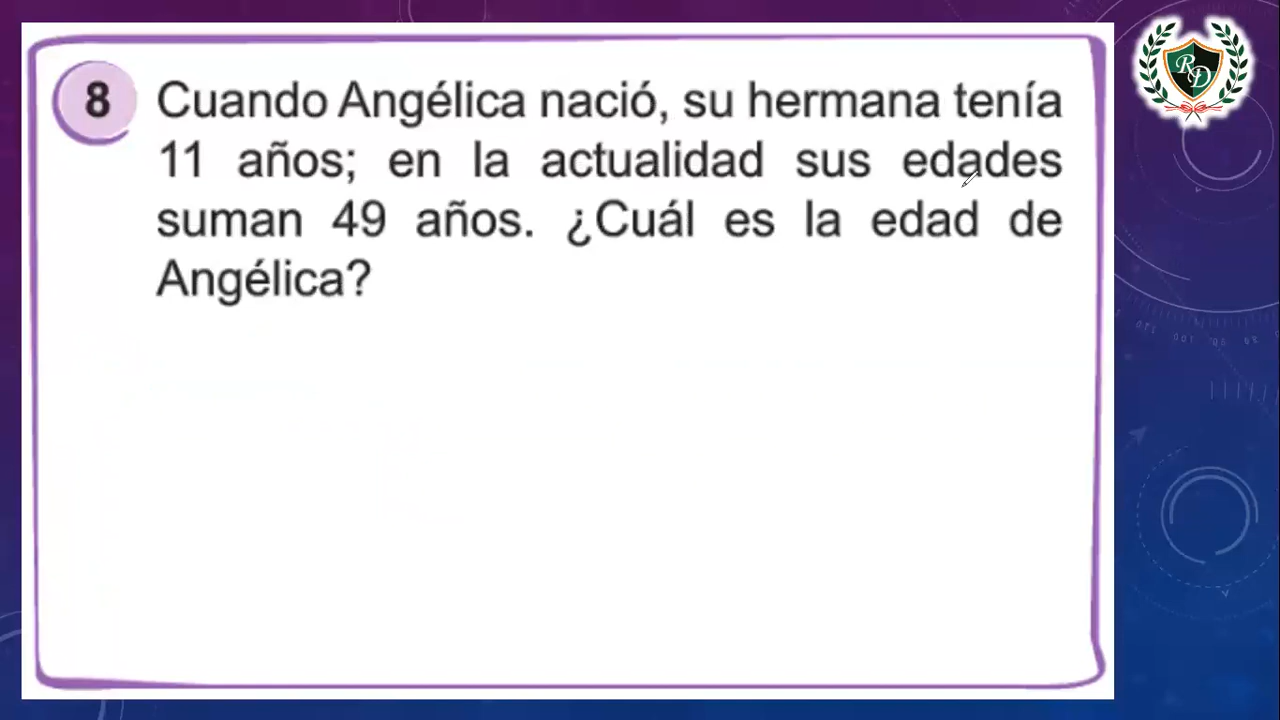 8 Cuando Angélica nació, su hermana tenía
11 años; en la actualidad sus edades
suman 49 años. ¿Cuál es la edad de
Angélica?
RD